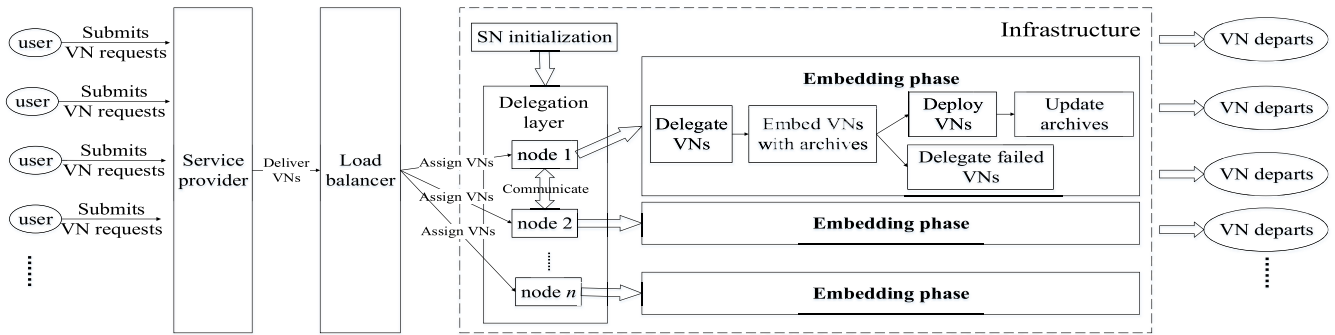 user
Submits
VN requests
user
Submits
VN requests
user
Submits
VN requests
user
Submits
VN requests
Service
provider
Deliver
VNs
Load
balancer
Assign VNs
Assign VNs
Assign VNs
Infrastructure
SN initialization
Delegation
layer
node 1
Communicate
node 2
node n
Embedding phase
Delegate
VNs
Embed VNs
with archives
Deploy
VNs
Update
archives
Delegate failed
VNs
Embedding phase
Embedding phase
VN departs
VN departs
VN departs
VN departs